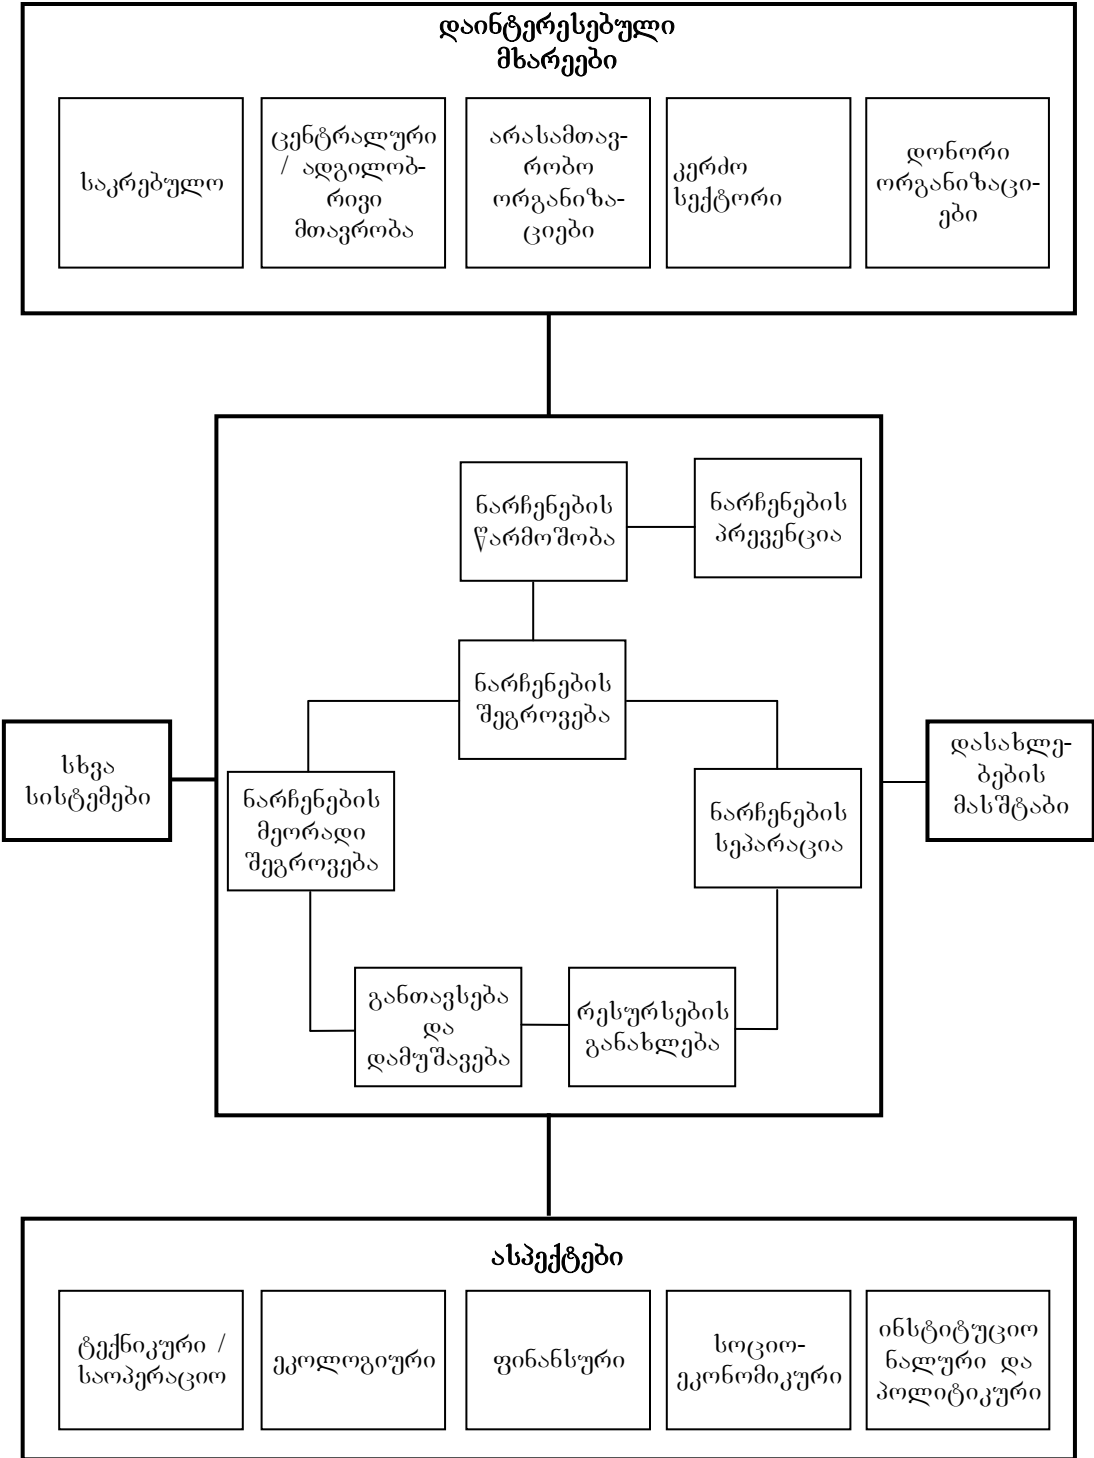 დაინტერესებული
მხარეები
საკრებულო
ცენტრალური
/ ადგილობ-
რივი
მთავრობა
არასამთავ-
რობო
ორგანიზა-
ციები
კერძო
სექტორი
დონორი
ორგანიზაცი-
ები
ნარჩენების
წარმოშობა
ნარჩენების
პრევენცია
ნარჩენების
შეგროვება
სხვა
სისტემები
ნარჩენების
მეორადი
შეგროვება
ნარჩენების
სეპარაცია
დასახლე-
ბების
მასშტაბი
განთავსება
და
დამუშავება
რესურსების
განახლება
ასპექტები
ტექნიკური /
საოპერაციო
ეკოლოგიური
ფინანსური
სოციო-
ეკონომიკური
ინსტიტუციო
ნალური და
პოლიტიკური